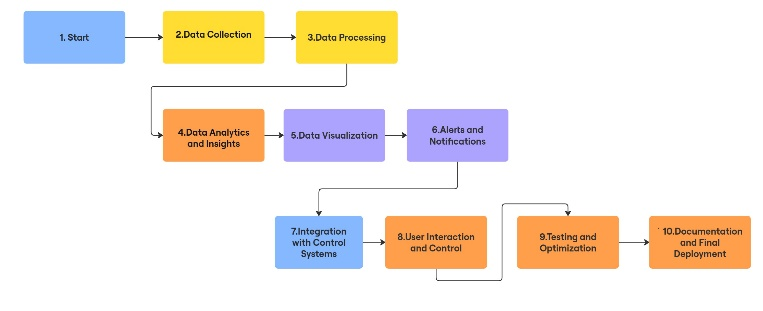 1. Start
2.Data Collection
3.Data Processing
4.Data Analytics
and Insights
5.Data Visualization
6.Alerts and
Notifications
7.Integration
with Control
Systems
8.User Interaction
and Control
9.Testing and
Optimization
` 10.Documentation
and Final
Deployment